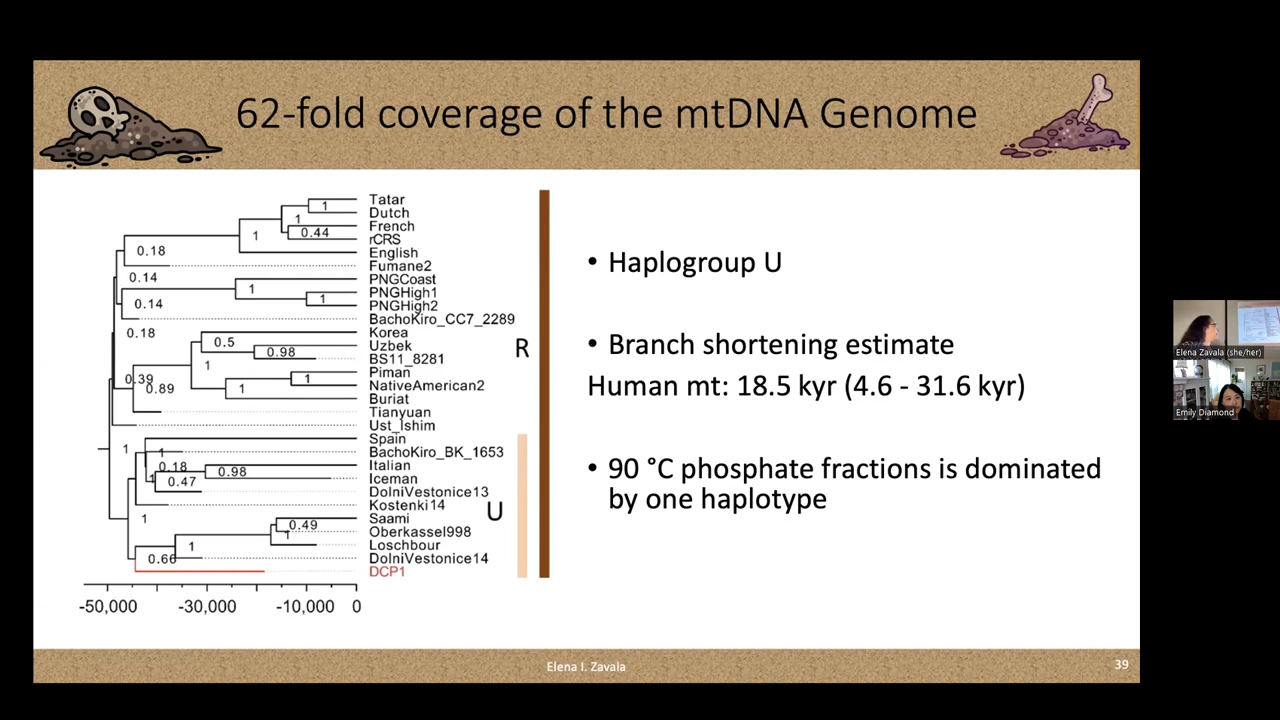 62-fold coverage of the mtDNA Genome
Tatar
Dutch
French
rCRS
English
Fumane2
PNGCoast
PNGHigh1
PNGHigh2
BachoKiro_CC7_2289
Korea
Uzbek
BS11_8281
Piman
NativeAmerican2
Buriat
Tianyuan
Ust_Ishim
Spain
BachoKiro_BK_1653
Italian
Iceman
DolniVestonice13
Kostenki14
Saami
Oberkassel998
Loschbour
DolniVestonice14
DCP1
1
1
0.44
1
0.18
0.14
1
1
0.14
0.18
0.5
0.98
1
0.39
0.89
1
1
1
1
0.18
0.98
1
0.47
1
0.49
1
1
0.66
R
U
-50,000 -30,000 -10,000 0
• Haplogroup U
• Branch shortening estimate
Human mt: 18.5 kyr (4.6 - 31.6 kyr)
• 90 °C phosphate fractions is dominated
by one haplotype
Elena I. Zavala
39
Elena Zavala (she/her)
Emily Diamond